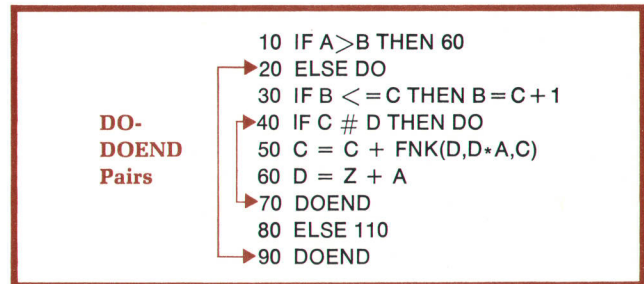 10 IF A>B THEN 60
20 ELSE DO
30 IF B <=C THEN B=C+1
DO-
DOEND
Pairs
40 IF C # D THEN DO
50 C = C + FNK(D,D*A,C)
60 D = Z + A
70 DOEND
80 ELSE 110
90 DOEND